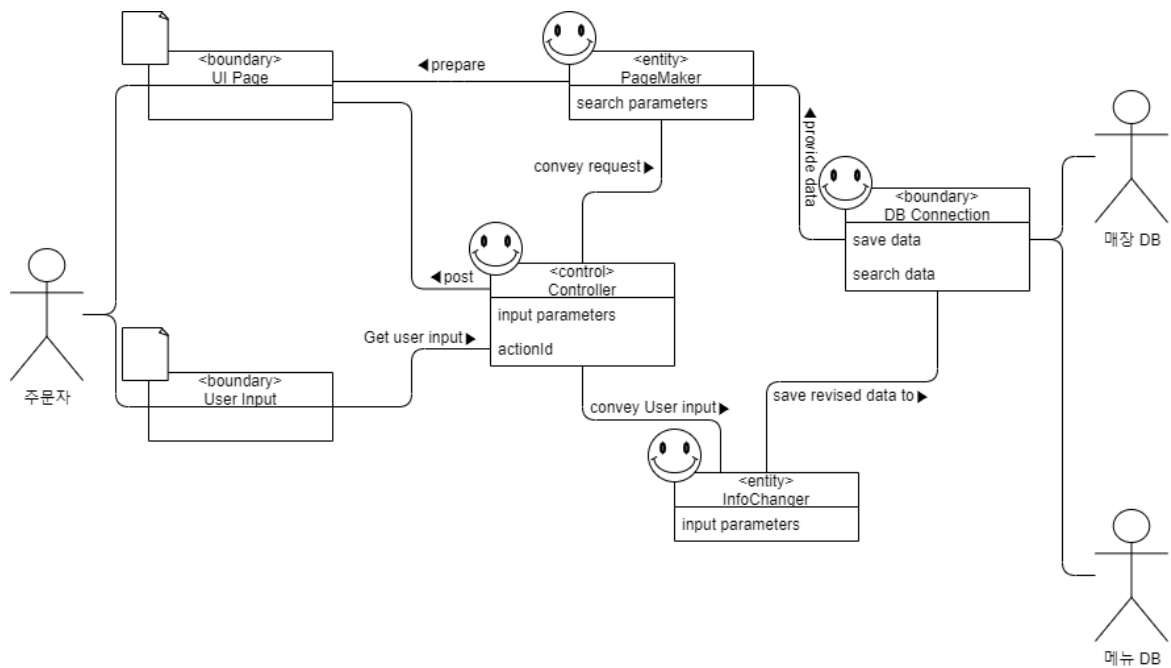 <boundary>
UI Page
◀prepare
<entity>
PageMaker
search parameters
◀provide data
convey request▶
<boundary>
DB Connection
save data
search data
매장 DB
<control>
Controller
input parameters
actionId
◀post
Get user input▶
주문자
<boundary>
User Input
convey User input ▶
save revised data to▶
<entity>
InfoChanger
input parameters
메뉴 DB